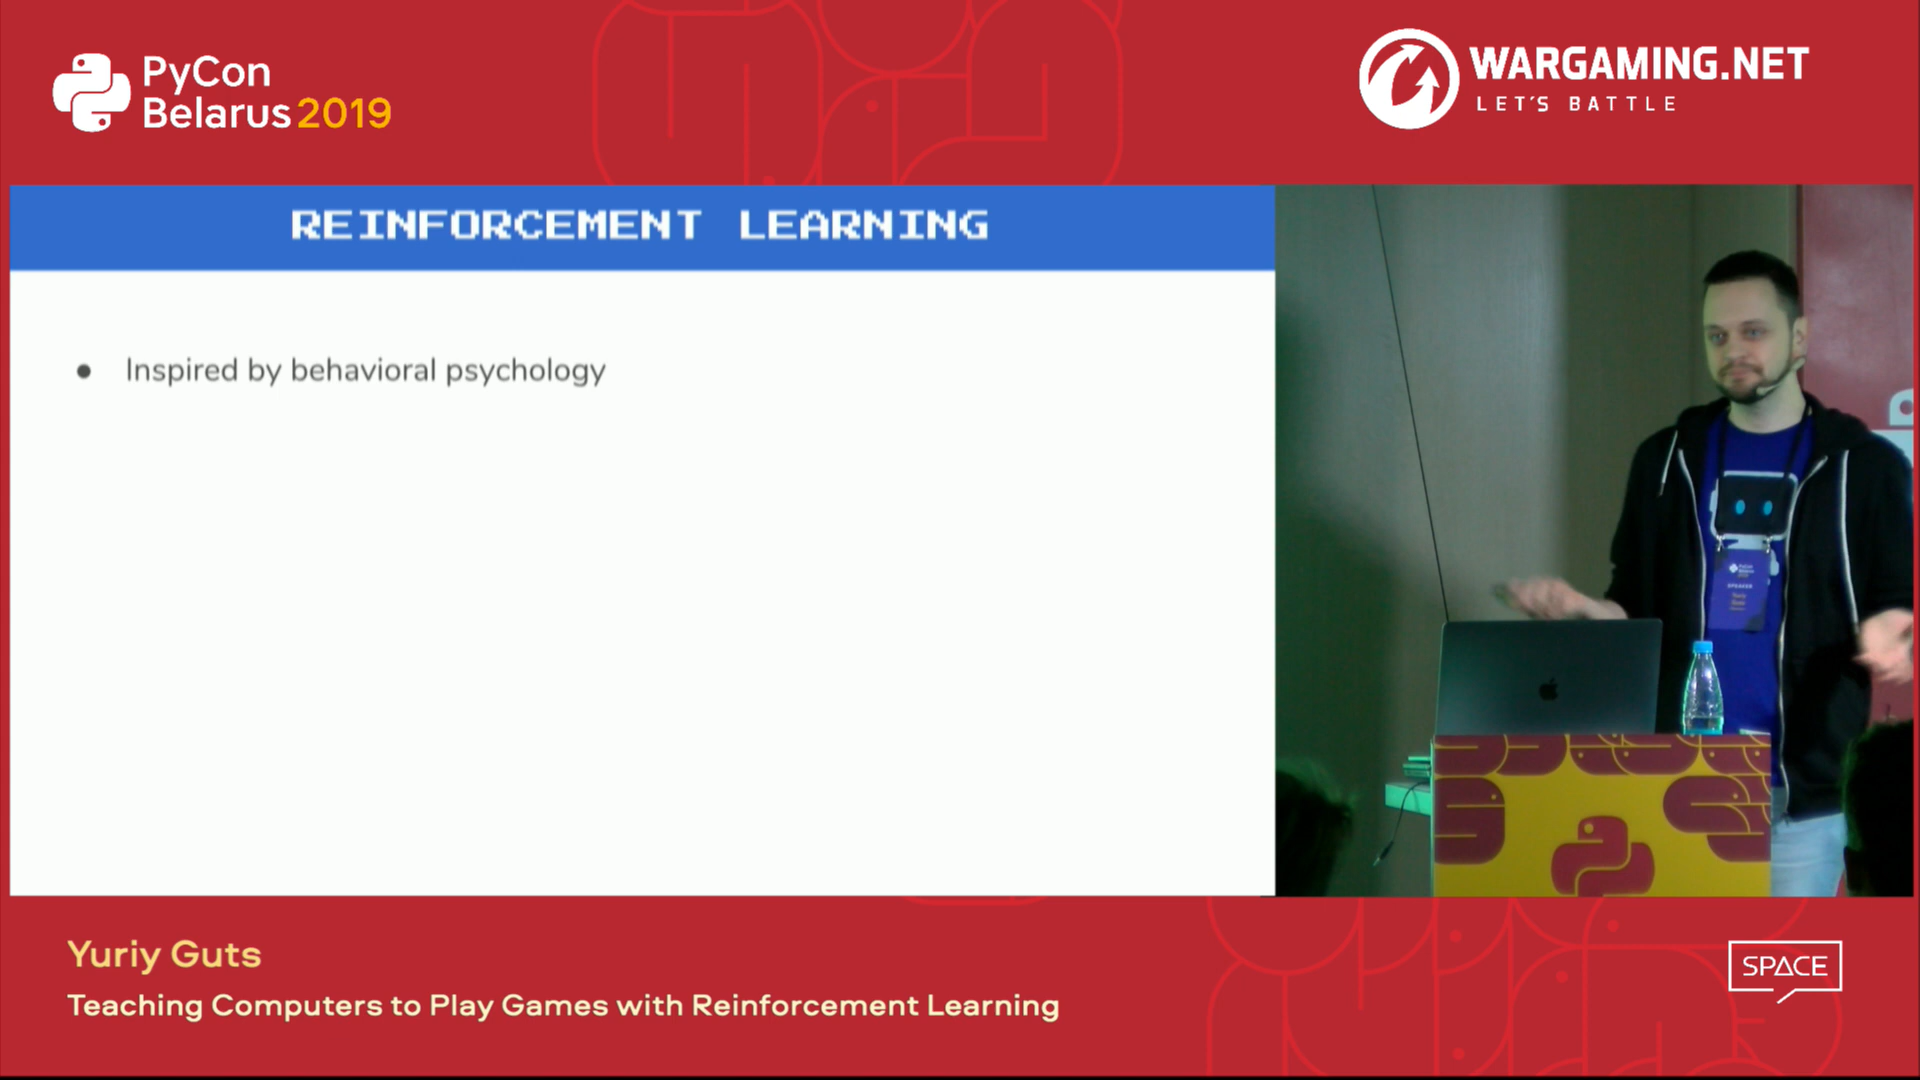 PyCon
Belarus 2019
WARGAMING.NET
LET'S BATTLE
REINFORCEMENT LEARNING
● Inspired by behavioral psychology
SPEAKER
Yuriy Guts
Teaching Computers to Play Games with Reinforcement Learning
SPACE